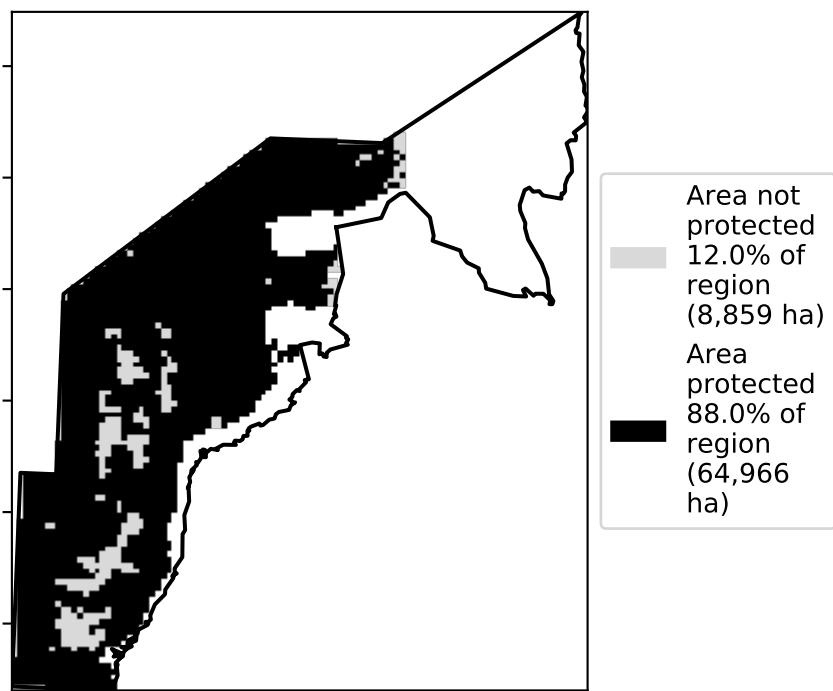 Area not
protected
12.0% of
region
(8,859 ha)
Area
protected
88.0% of
region
(64,966
ha)